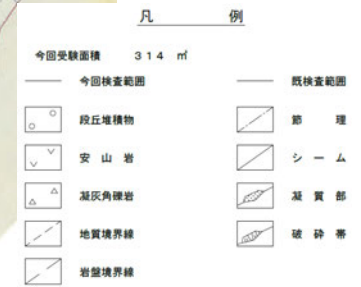 凡 例
今回受験面積 314 ㎡
今回検査範囲 既検査範囲
段丘堆積物 節 理
安 山 岩 シ ー ム
凝灰角礫岩 凝 質 部
地質境界線 破 砕 帯
岩盤境界線